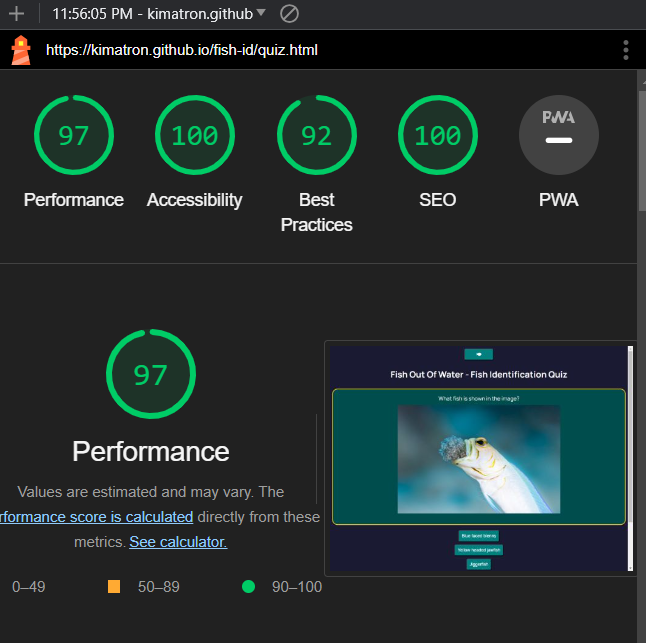 11:56:05 PM - kimatron.github
https://kimatron.github.io/fish-id/quiz.html
97
100
92
100
PWA
Performance
Accessibility
Best
Practices
SEO
PWA
97
Performance
Values are estimated and may vary. The
rformance score is calculated directly from these
metrics. See calculator.
0–49
50–89
90–100
Fish Out Of Water - Fish Identification Quiz
What fish is shown in the image?
Blue faced blenny
Yellow headed jawfish
Jiggerfish